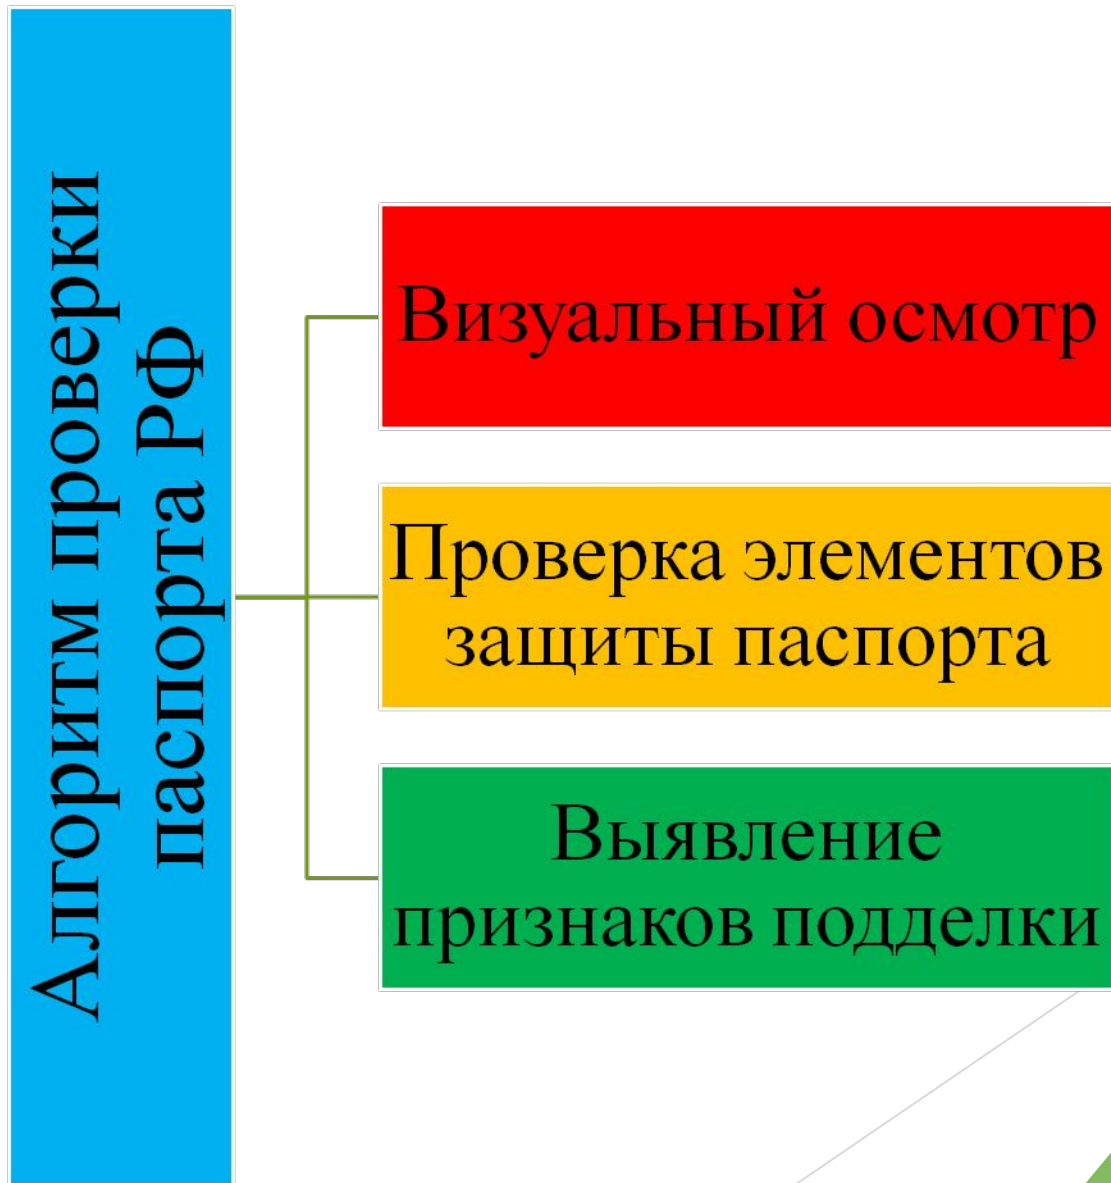 Алгоритм проверки
паспорта РФ
Визуальный осмотр
Проверка элементов
защиты паспорта
Выявление
признаков подделки